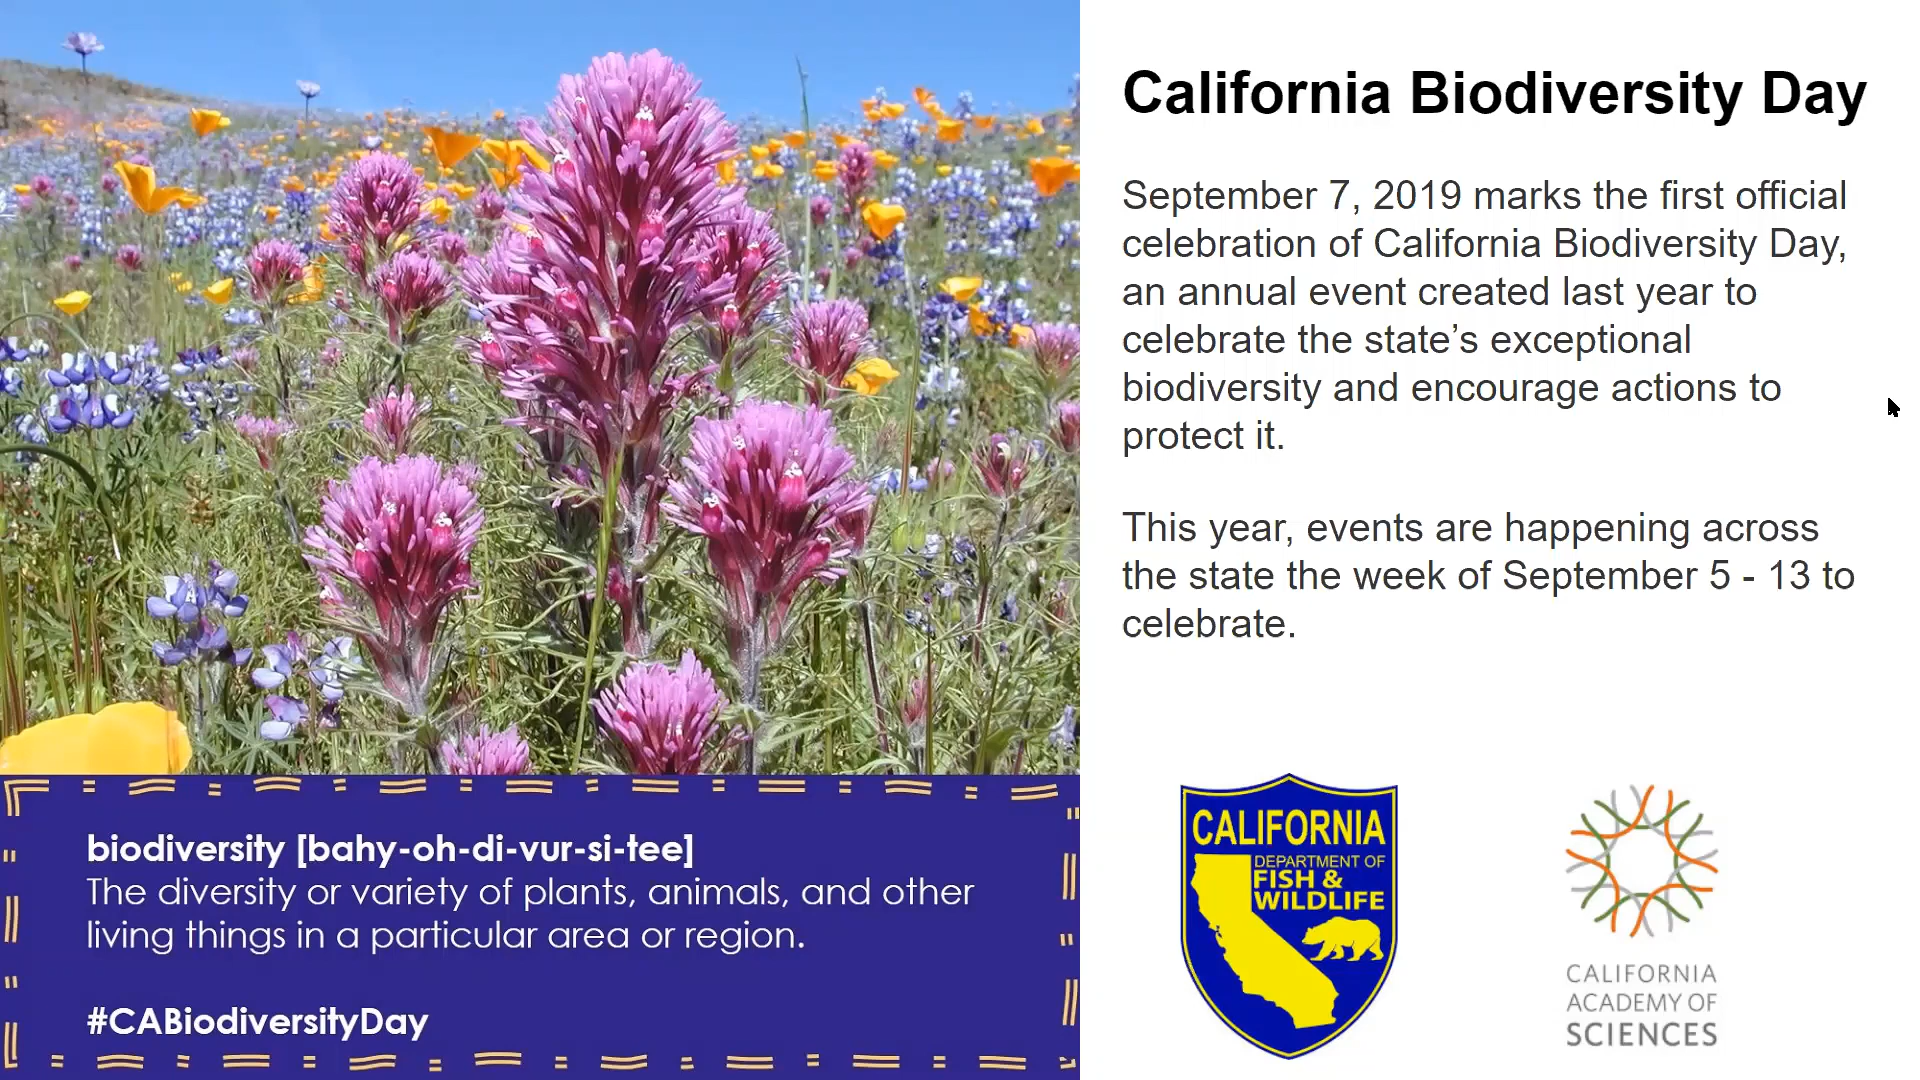 California Biodiversity Day
September 7, 2019 marks the first official
celebration of California Biodiversity Day,
an annual event created last year to
celebrate the state’s exceptional
biodiversity and encourage actions to
protect it.
This year, events are happening across
the state the week of September 5 - 13 to
celebrate.
biodiversity [bahy-oh-di-vur-si-tee]
The diversity or variety of plants, animals, and other
living things in a particular area or region.
#CABiodiversityDay
CALIFORNIA
DEPARTMENT OF
FISH &
WILDLIFE
CALIFORNIA
ACADEMY OF
SCIENCES